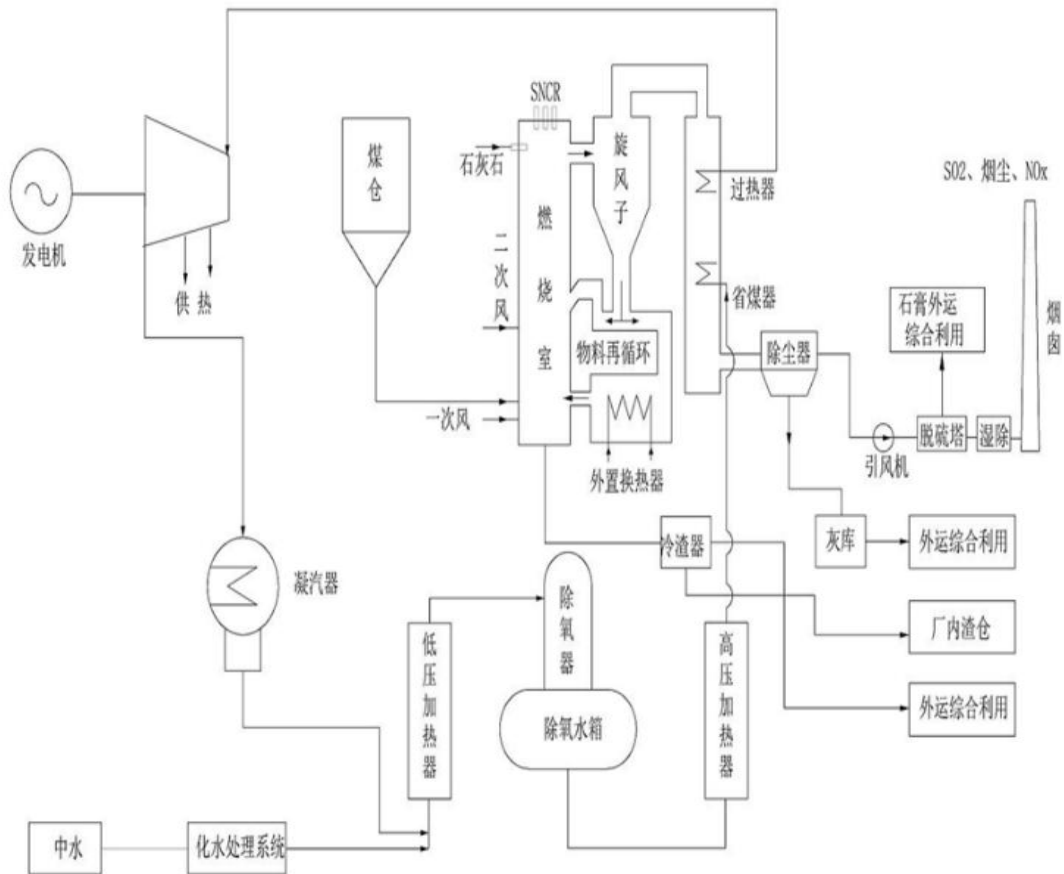 SNCR
石灰石
煤仓
旋风子
过热器
SO2、烟尘、NOx
燃烧室
二次风
发电机
供 热
省煤器
石膏外运
综合利用
烟囱
物料再循环
除尘器
一次风
脱硫塔
湿除
引风机
外置换热器
冷渣器
灰库
外运综合利用
凝汽器
除氧器
低压加热器
高压加热器
厂内渣仓
除氧水箱
外运综合利用
中水
化水处理系统